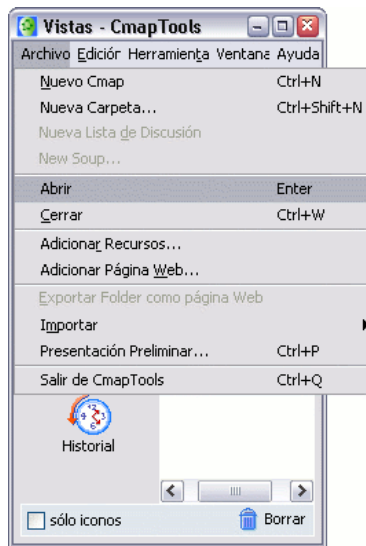 Vistas - CmapTools
Archivo Edición Herramienta Ventana Ayuda
Nuevo Cmap Ctrl+N
Nueva Carpeta... Ctrl+Shift+N
Nueva Lista de Discusión
New Soup...
Abrir Enter
Cerrar Ctrl+W
Adicionar Recursos...
Adicionar Página Web...
Exportar Folder como página Web
Importar
Presentación Preliminar... Ctrl+P
Salir de CmapTools Ctrl+Q
Historial
sólo iconos Borrar